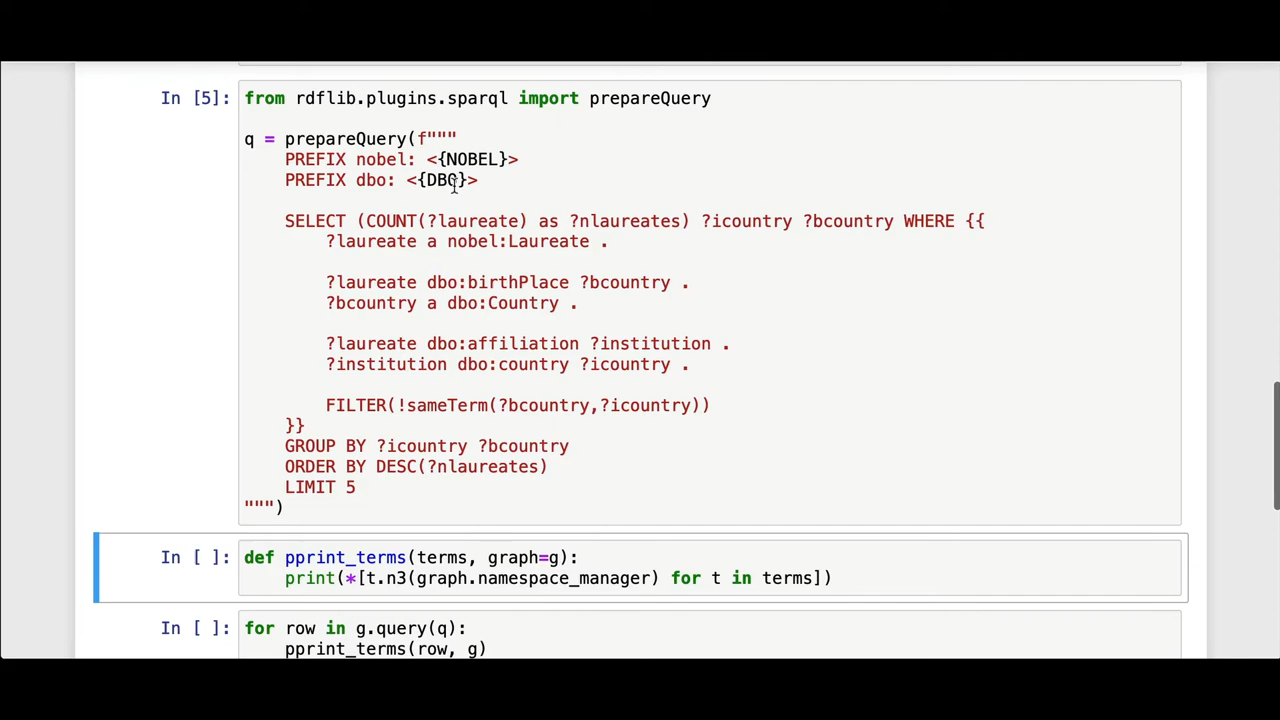 In [5]:
from rdflib.plugins.sparql import prepareQuery
q = prepareQuery(f"""
PREFIX nobel: <{NOBEL}>
PREFIX dbo: <{DBO}>
SELECT (COUNT(?laureate) as ?nlaureates) ?icountry ?bcountry WHERE {{
?laureate a nobel:Laureate .
?laureate dbo:birthPlace ?bcountry .
?bcountry a dbo:Country .
?laureate dbo:affiliation ?institution .
?institution dbo:country ?icountry .
FILTER(!sameTerm(?bcountry,?icountry))
}}
GROUP BY ?icountry ?bcountry
ORDER BY DESC(?nlaureates)
LIMIT 5
""")
In [ ]:
def pprint_terms(terms, graph=g):
print(*[t.n3(graph.namespace_manager) for t in terms])
In [ ]:
for row in g.query(q):
pprint_terms(row, g)